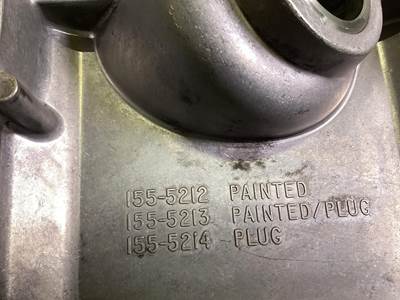 155-5212 PAINTED
155-5213 PAINTED/PLUG
155-5214 PLUG